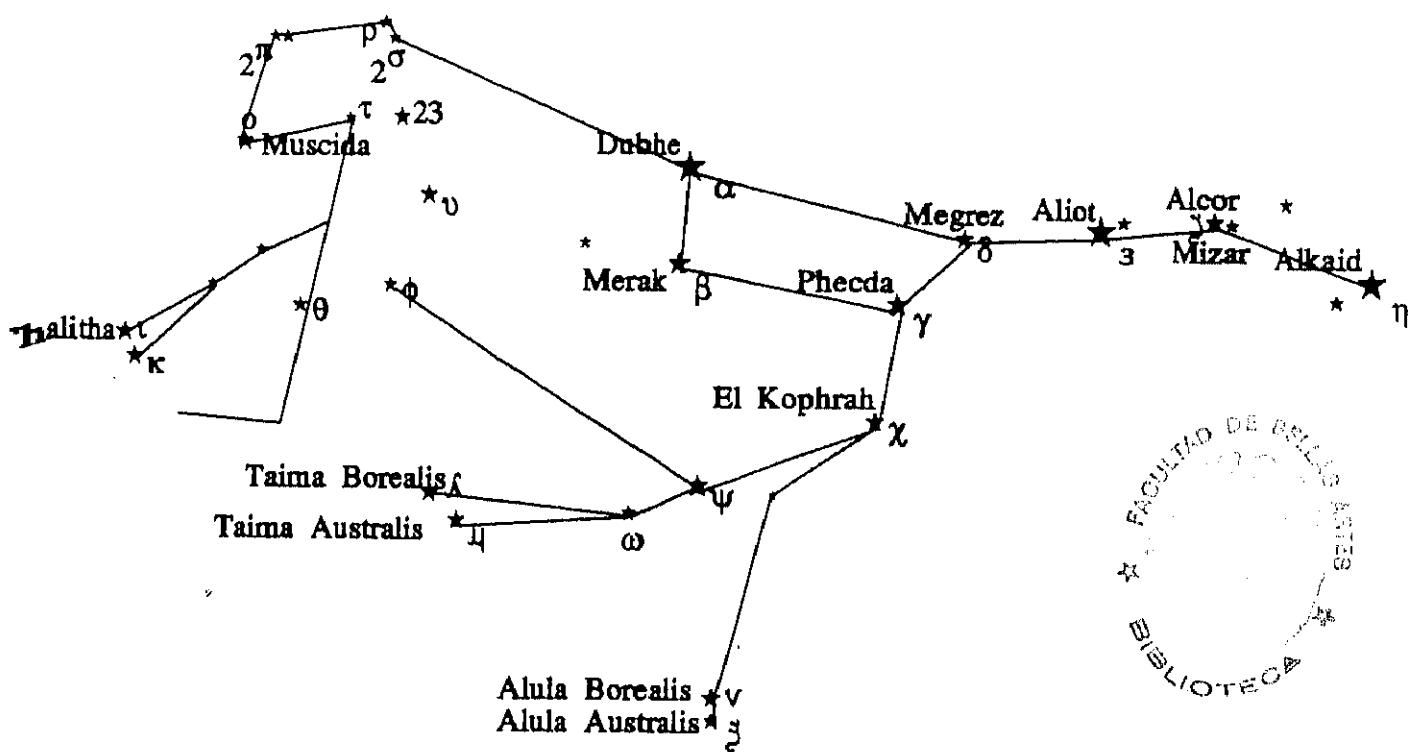 ρ
2π
2σ
ο
τ
23
Muscida
Dubhe
α
υ
Megrez
δ
Aliot
ε
Alcor
ζ
Mizar
Alkaid
η
Merak
β
Phecda
γ
θ
φ
ι
κ
El Kophrah
χ
Taima Borealis
λ
Taima Australis
μ
ω
ψ
Alula Borealis
ν
Alula Australis
ξ
FACULTAD DE BELLAS ARTES
BIBLIOTECA